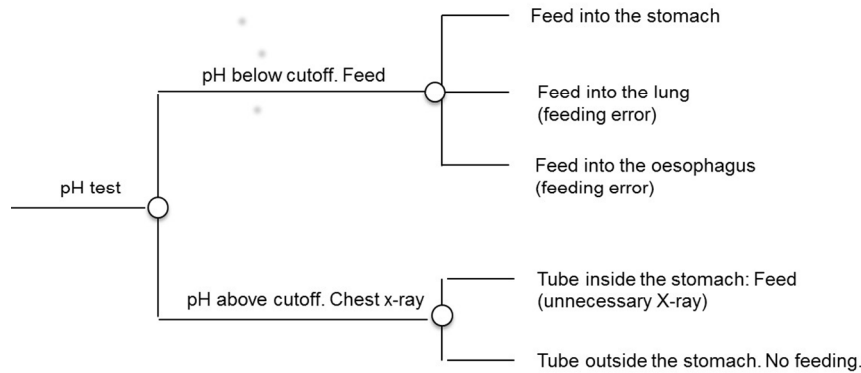 Feed into the stomach
pH below cutoff. Feed
Feed into the lung
(feeding error)
Feed into the oesophagus
(feeding error)
pH test
Tube inside the stomach: Feed
(unnecessary X-ray)
pH above cutoff. Chest x-ray
Tube outside the stomach. No feeding.